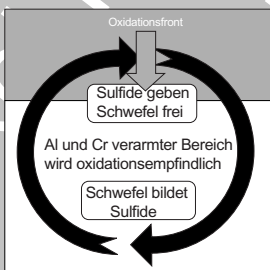 Oxidationsfront
Sulfide geben
Schwefel frei
Al und Cr verarmter Bereich
wird oxidationsempfindlich
Schwefel bildet
Sulfide